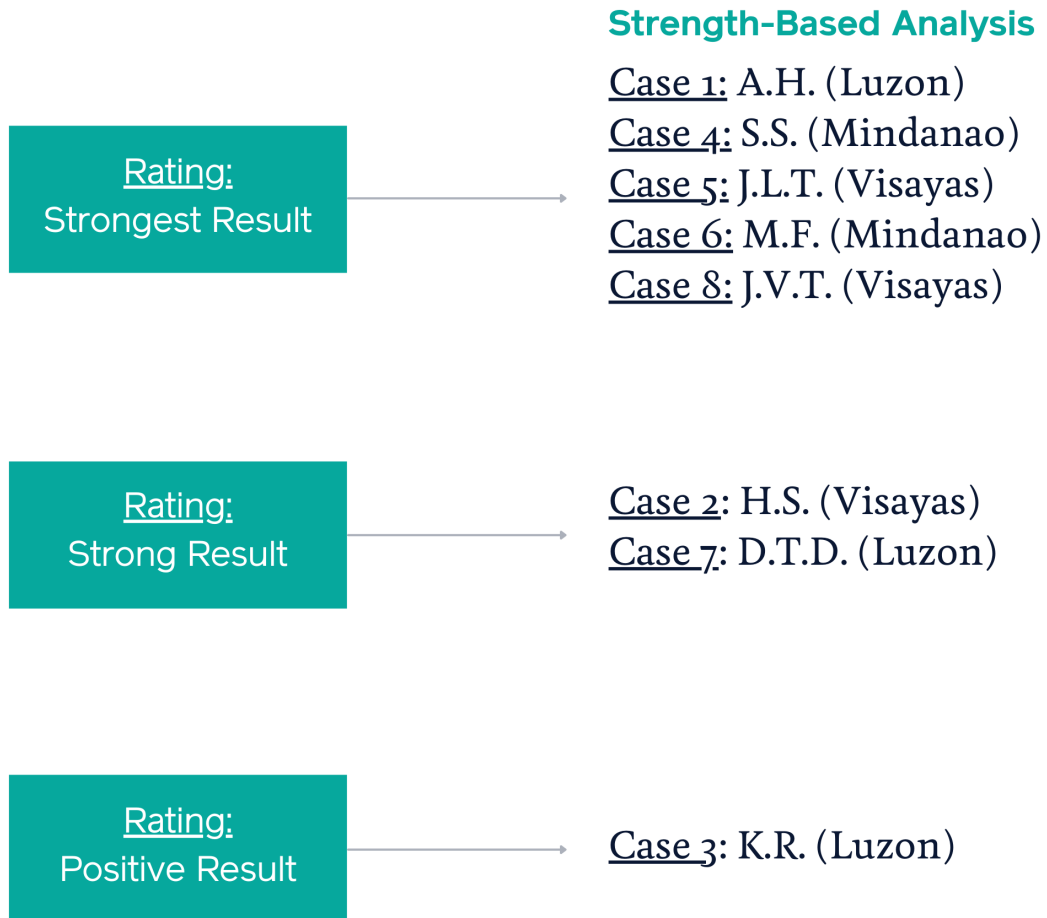 Strength-Based Analysis
Rating:
Strongest Result
Case 1: A.H. (Luzon)
Case 4: S.S. (Mindanao)
Case 5: J.L.T. (Visayas)
Case 6: M.F. (Mindanao)
Case 8: J.V.T. (Visayas)
Rating:
Strong Result
Case 2: H.S. (Visayas)
Case 7: D.T.D. (Luzon)
Rating:
Positive Result
Case 3: K.R. (Luzon)